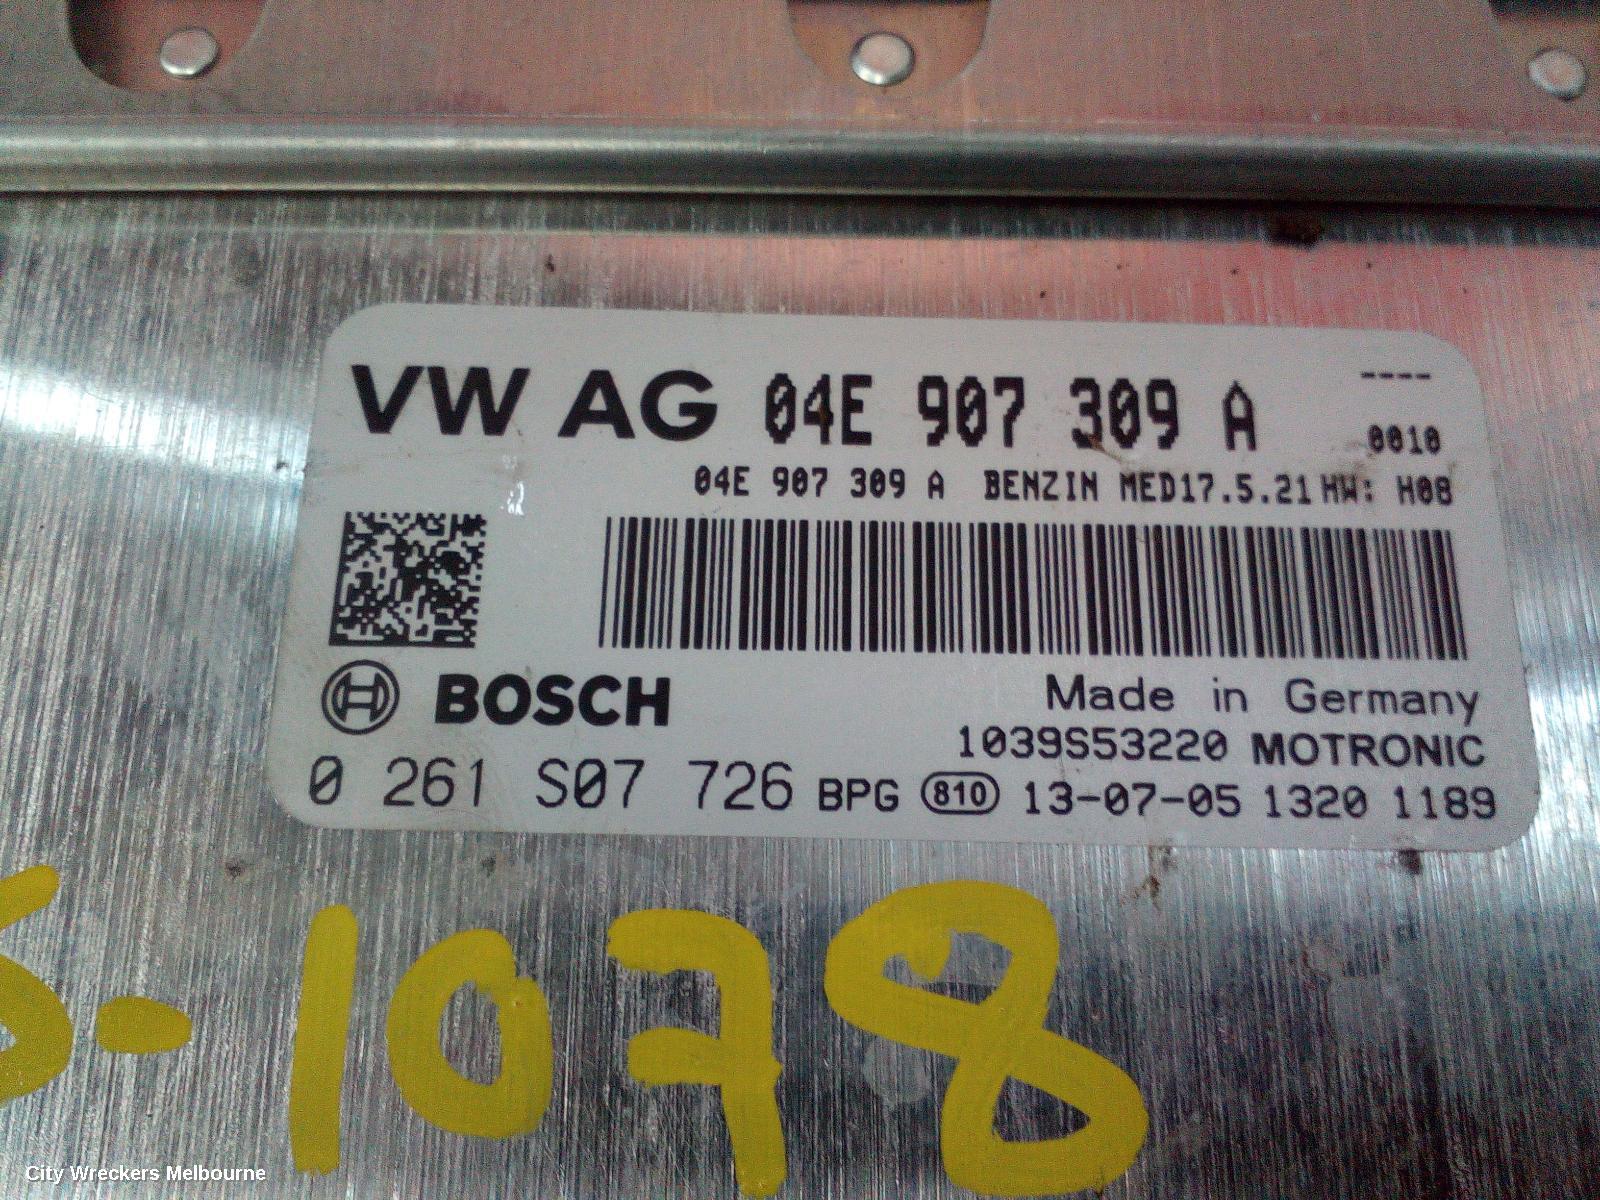 VW AG 04E 907 309 A ----
0010
04E 907 309 A BENZIN MED17.5.21 HW: H08
BOSCH
Made in Germany
1039S53220 MOTRONIC
0 261 S07 726 BPG 810 13-07-05 1320 1189
-1078
City Wreckers Melbourne